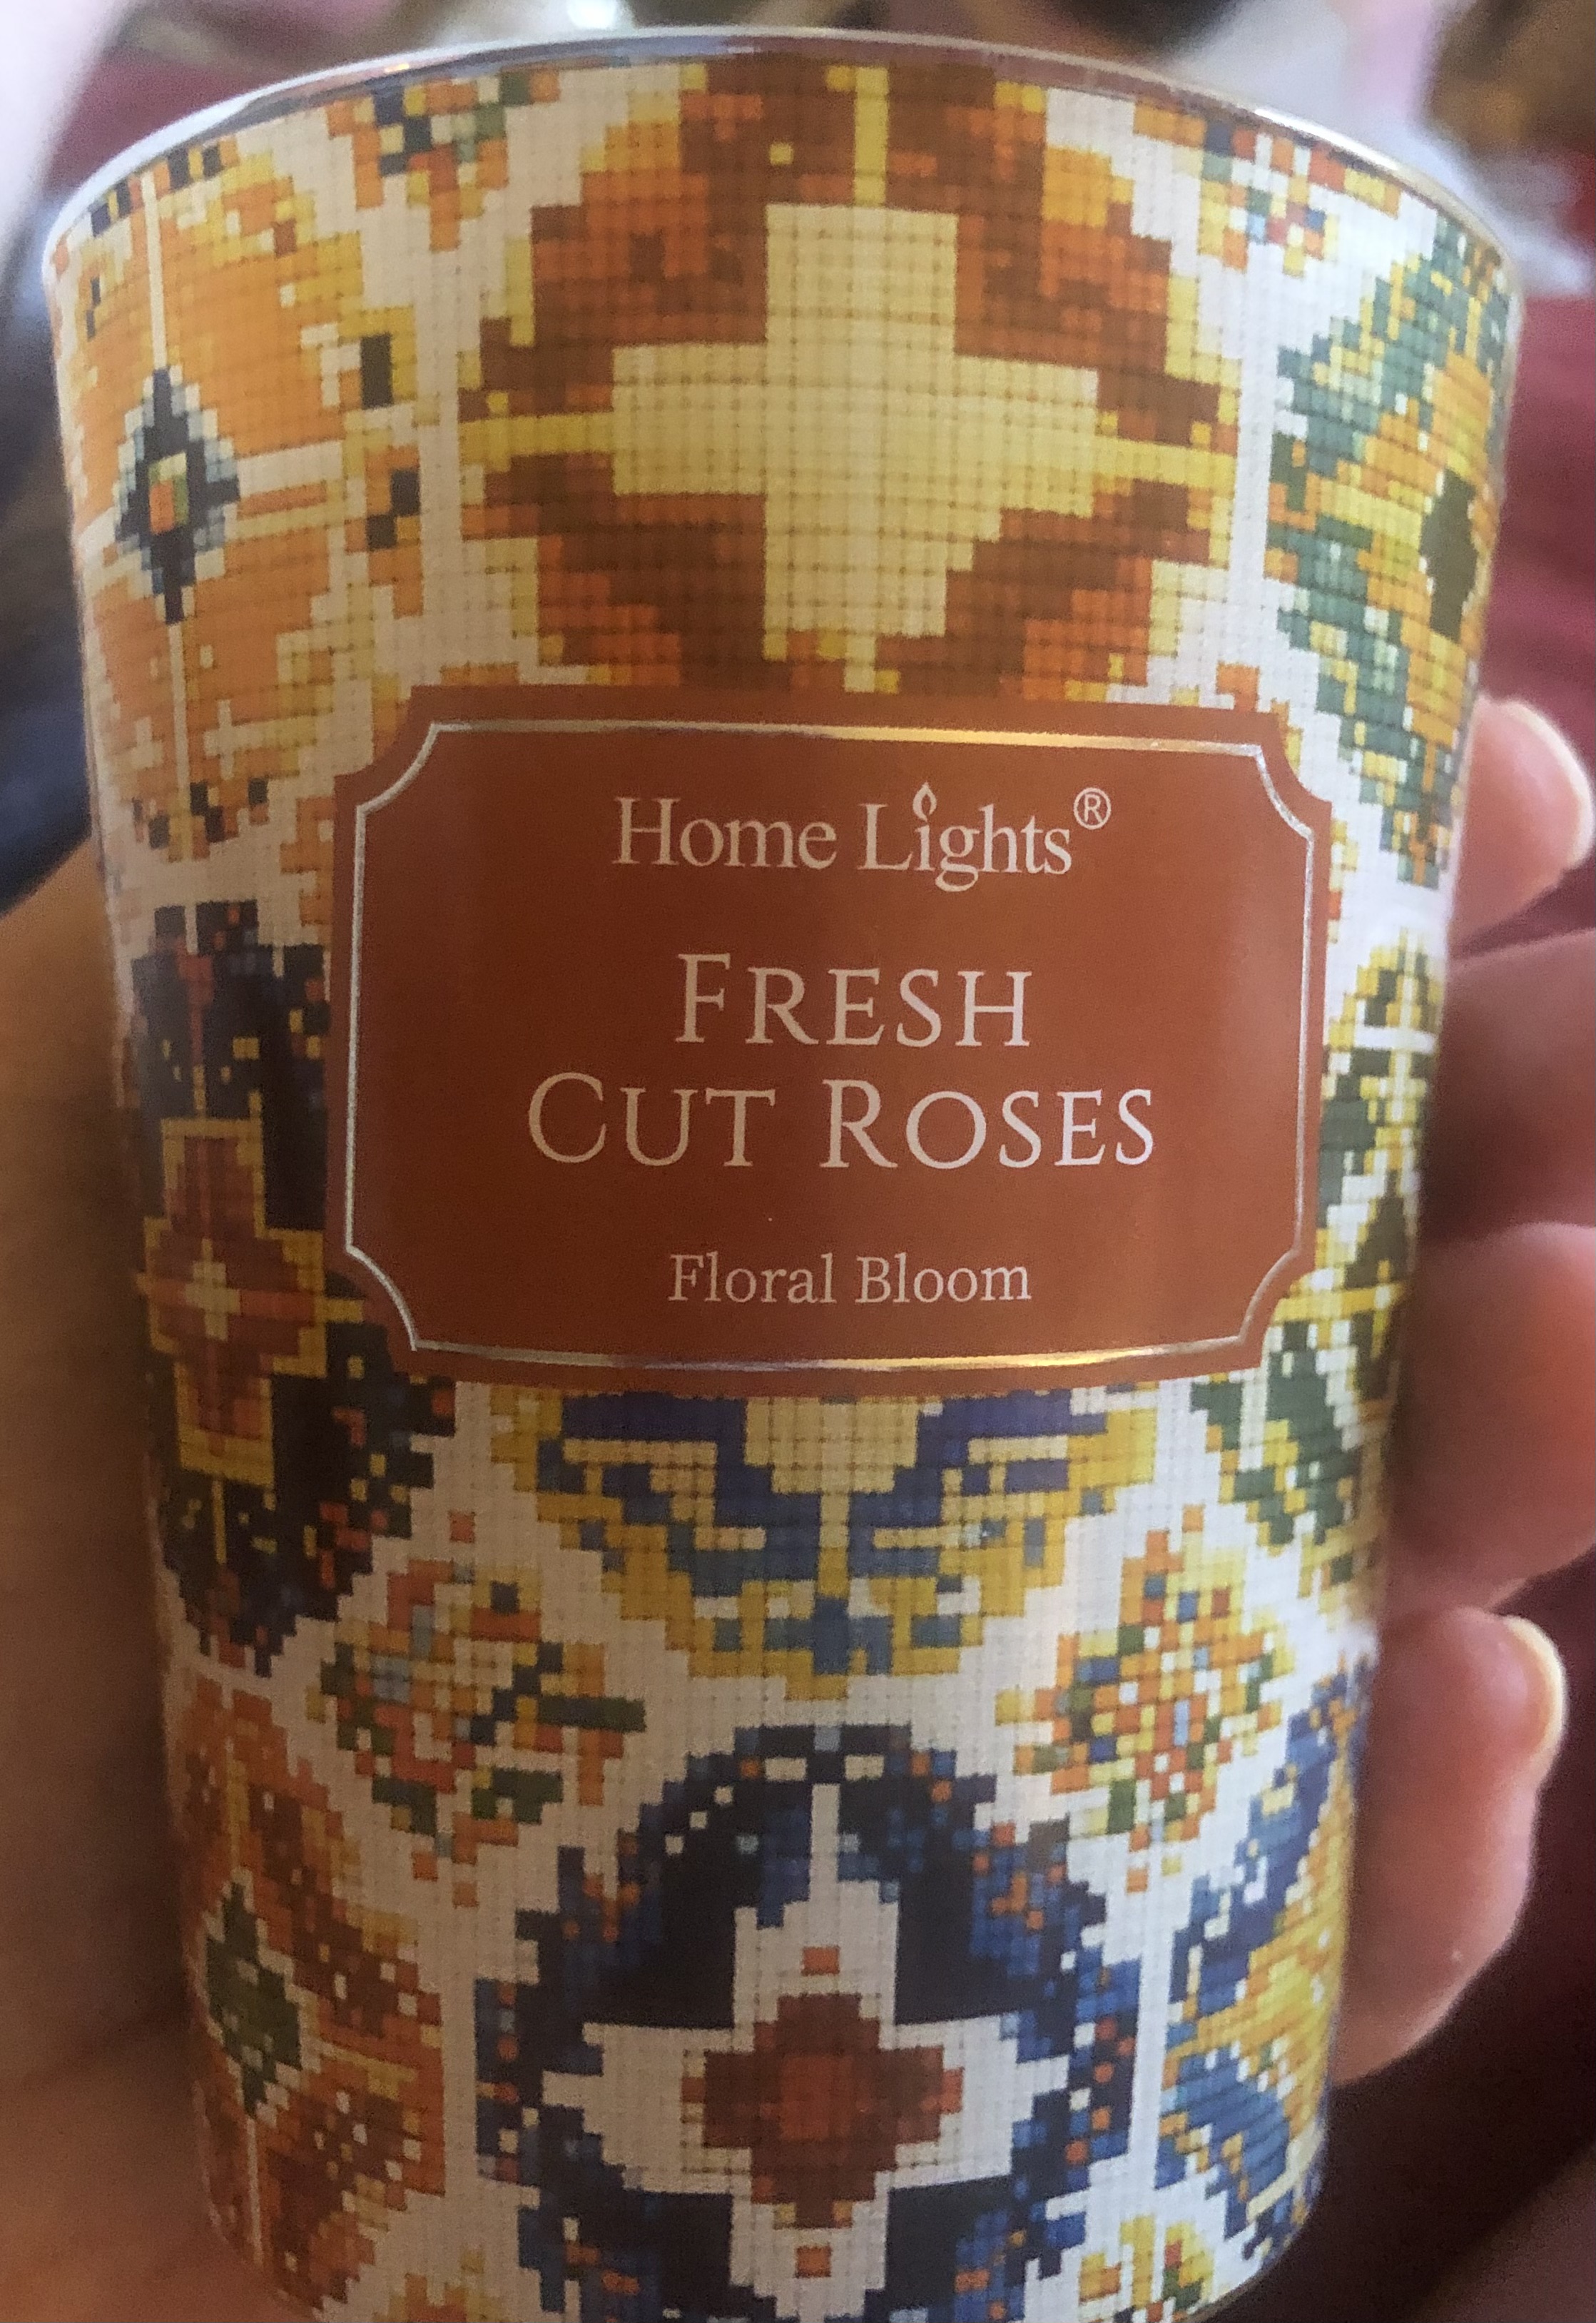 Home Lights®
FRESH
CUT ROSES
Floral Bloom